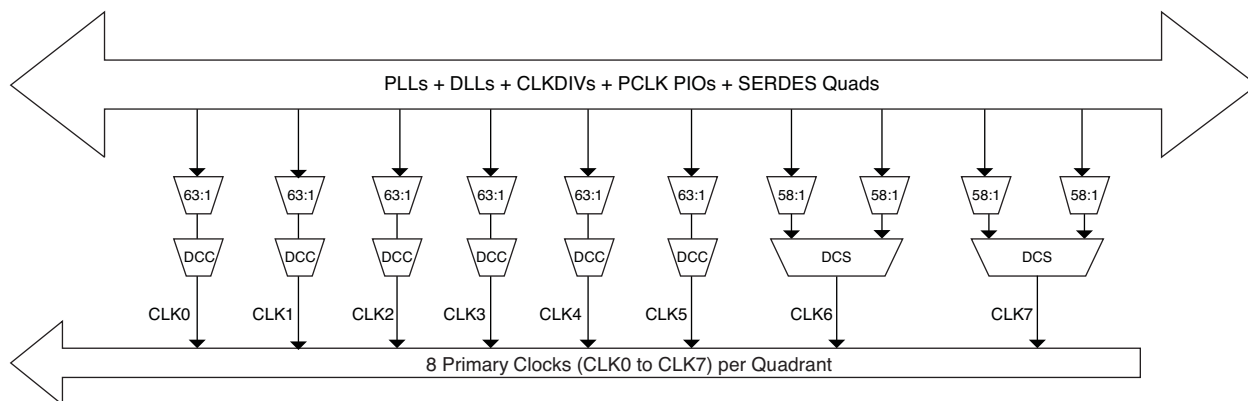 PLLs + DLLs + CLKDIVs + PCLK PIOs + SERDES Quads
63:1 63:1 63:1 63:1 63:1 63:1 58:1 58:1 58:1 58:1
DCC DCC DCC DCC DCC DCC DCS DCS
CLK0 CLK1 CLK2 CLK3 CLK4 CLK5 CLK6 CLK7
8 Primary Clocks (CLK0 to CLK7) per Quadrant